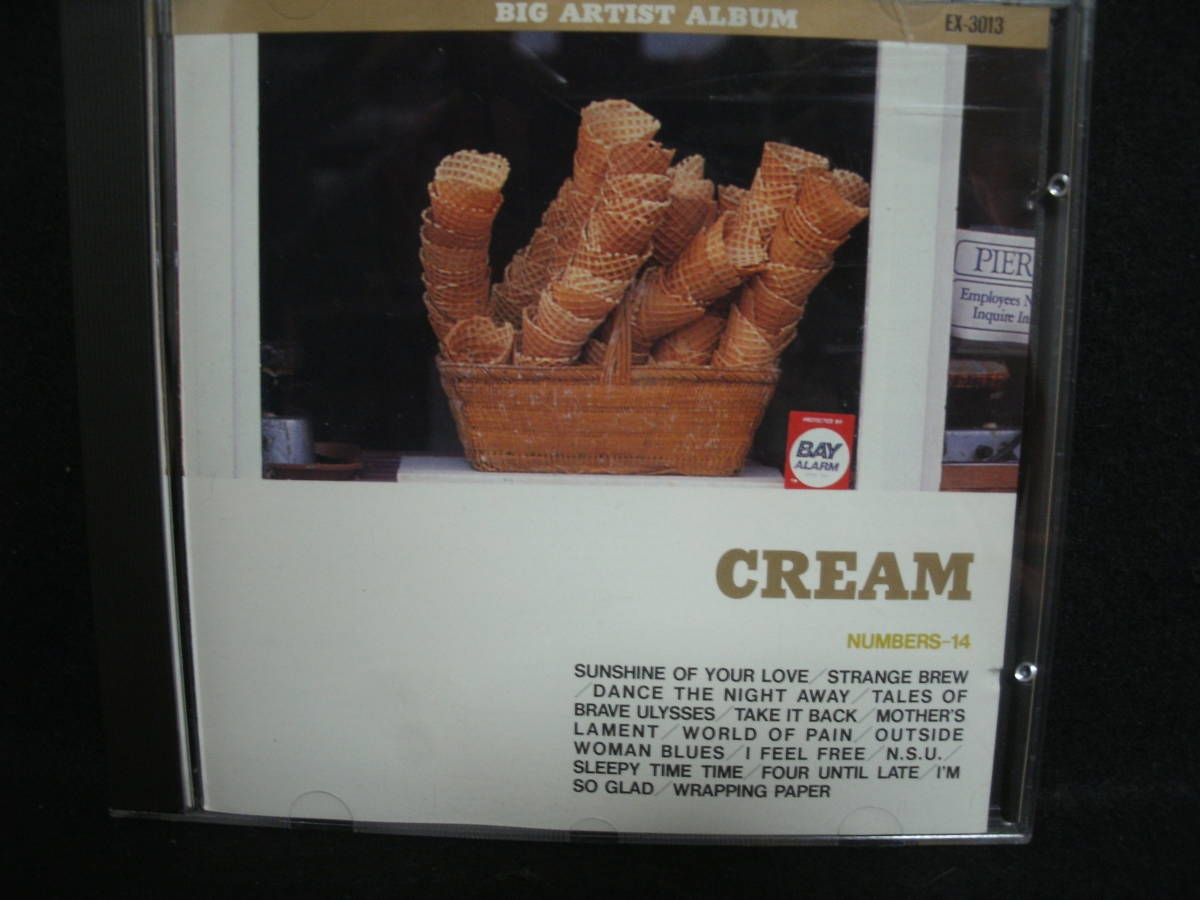 BIG ARTIST ALBUM
EX-3013
PIER
Employees
Inquire
PROTECTED BY
BAY
ALARM
CREAM
NUMBERS-14
SUNSHINE OF YOUR LOVE/STRANGE BREW
/DANCE THE NIGHT AWAY/TALES OF
BRAVE ULYSSES/TAKE IT BACK/MOTHER'S
LAMENT/WORLD OF PAIN/OUTSIDE
WOMAN BLUES/I FEEL FREE/N.S.U./
SLEEPY TIME TIME/FOUR UNTIL LATE/I'M
SO GLAD/WRAPPING PAPER